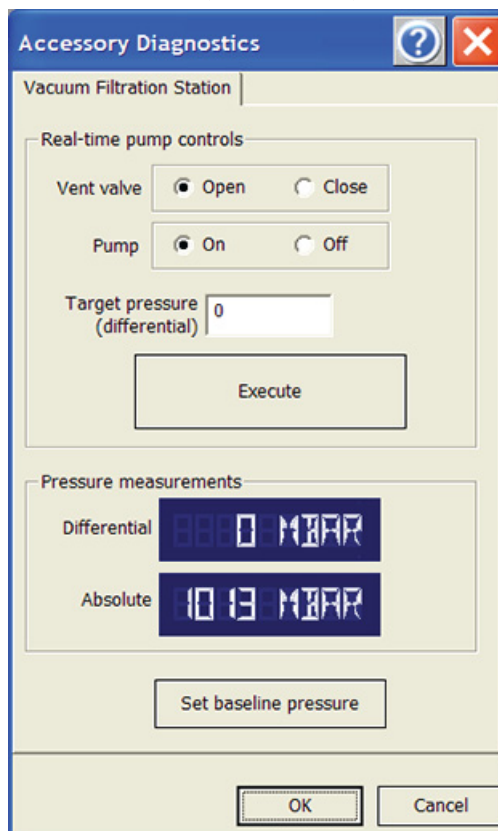 Accessory Diagnostics
Vacuum Filtration Station
Real-time pump controls
Vent valve Open Close
Pump On Off
Target pressure 0
(differential)
Execute
Pressure measurements
Differential 0 MBAR
Absolute 1013 MBAR
Set baseline pressure
OK Cancel